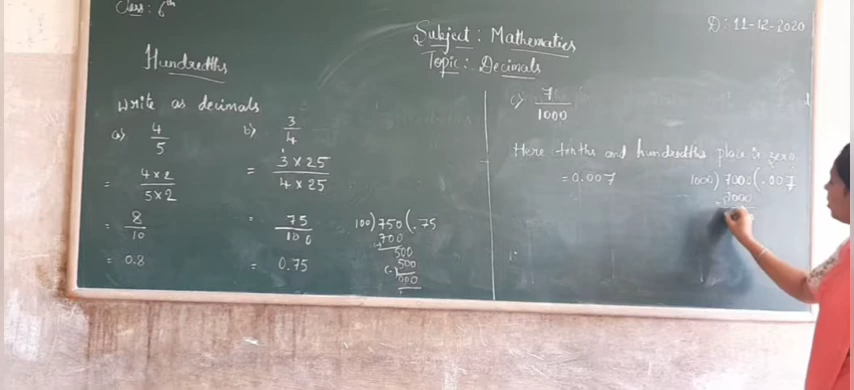 Class: 6th
Subject: Mathematics
D: 11-12-2020
Topic: Decimals
Hundredths
Write as decimals
a) 4/5
= 4 x 2 / 5 x 2
= 8/10
= 0.8
b) 3/4
= 3 x 25 / 4 x 25
= 75/100
= 0.75
100) 750 (.75
700
500
500
000
c) 7/1000
Here tenths and hundredths place is zero
= 0.007
1000) 7000 (.007
7000